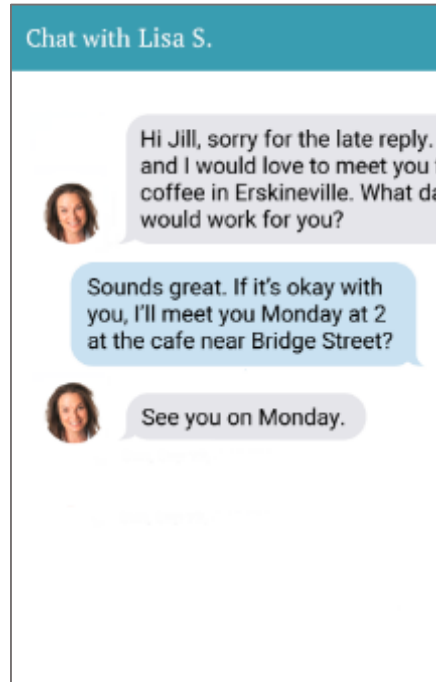 Chat with Lisa S.
Hi Jill, sorry for the late reply.
and I would love to meet you
coffee in Erskineville. What
would work for you?
Sounds great. If it's okay with
you, I'll meet you Monday at 2
at the cafe near Bridge Street?
See you on Monday.